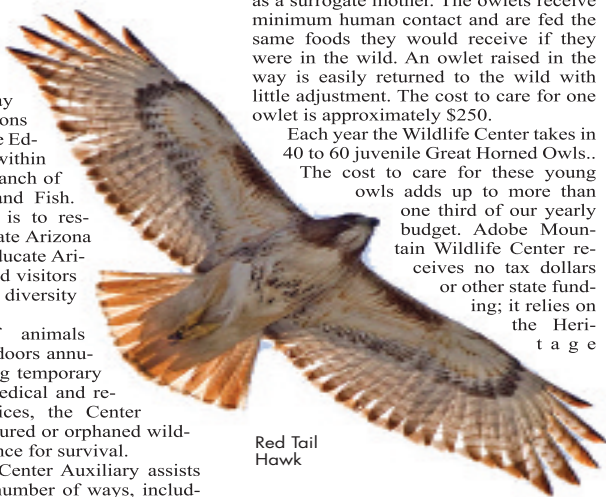 ay
ons
e Ed-
within
anch of
and Fish.
is to res-
ate Arizona
ducate Ari-
d visitors
diversity
animals
doors annu-
g temporary
edical and re-
ices, the Center
ured or orphaned wild-
nce for survival.
Center Auxiliary assists
number of ways, includ-
as a surrogate mother. The owlets receive
minimum human contact and are fed the
same foods they would receive if they
were in the wild. An owlet raised in the
way is easily returned to the wild with
little adjustment. The cost to care for one
owlet is approximately $250.
Each year the Wildlife Center takes in
40 to 60 juvenile Great Horned Owls..
The cost to care for these young
owls adds up to more than
one third of our yearly
budget. Adobe Moun-
tain Wildlife Center re-
ceives no tax dollars
or other state fund-
ing; it relies on
the Heri-
tage
Red Tail
Hawk